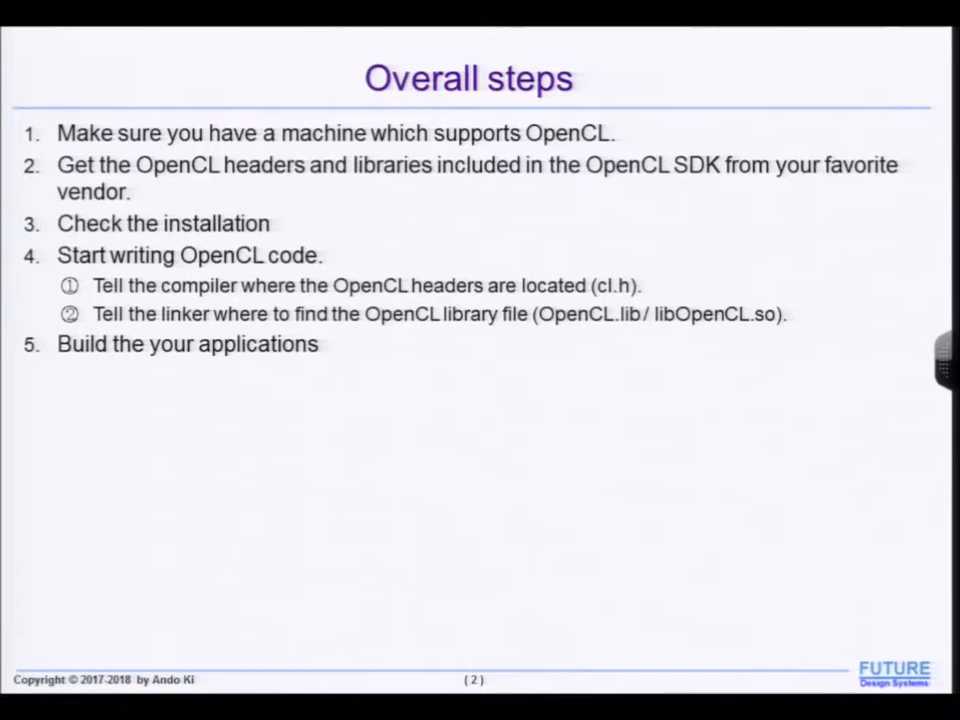 Overall steps
1. Make sure you have a machine which supports OpenCL.
2. Get the OpenCL headers and libraries included in the OpenCL SDK from your favorite
vendor.
3. Check the installation
4. Start writing OpenCL code.
① Tell the compiler where the OpenCL headers are located (cl.h).
② Tell the linker where to find the OpenCL library file (OpenCL.lib/ libOpenCL.so).
5. Build the your applications
Copyright © 2017-2018 by Ando Ki
( 2 )
FUTURE
Design Systems